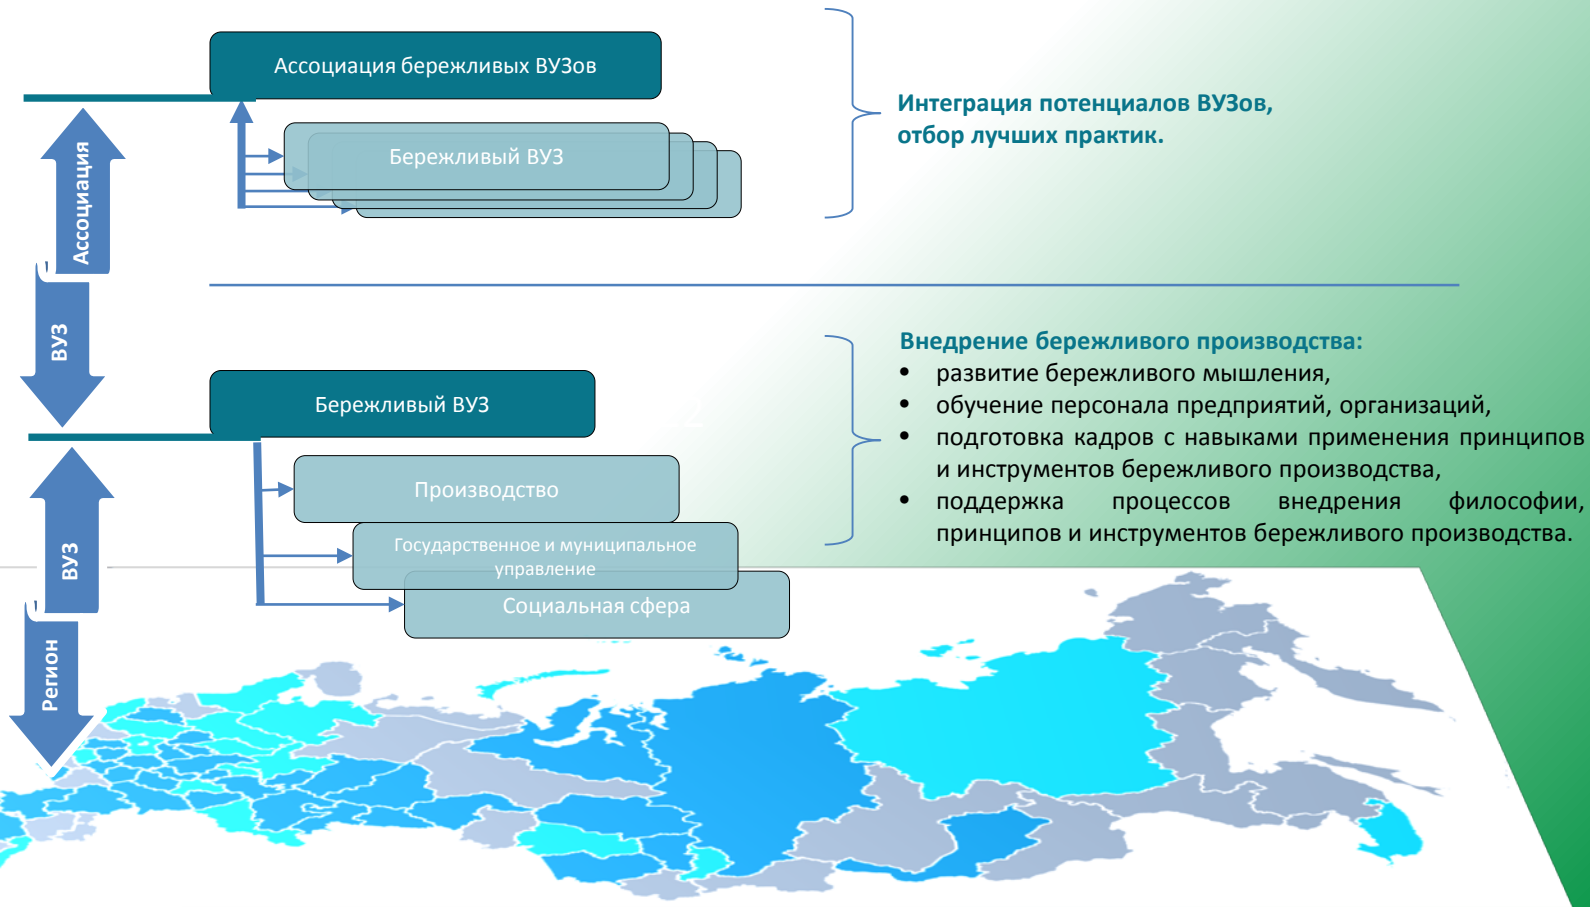 Ассоциация бережливых ВУЗов
Бережливый ВУЗ
Интеграция потенциалов ВУЗов,
отбор лучших практик.
Ассоциация
ВУЗ
Бережливый ВУЗ
2
Производство
Государственное и муниципальное
управление
Социальная сфера
Внедрение бережливого производства:
• развитие бережливого мышления,
• обучение персонала предприятий, организаций,
• подготовка кадров с навыками применения принципов
и инструментов бережливого производства,
• поддержка процессов внедрения философии,
принципов и инструментов бережливого производства.
ВУЗ
Регион